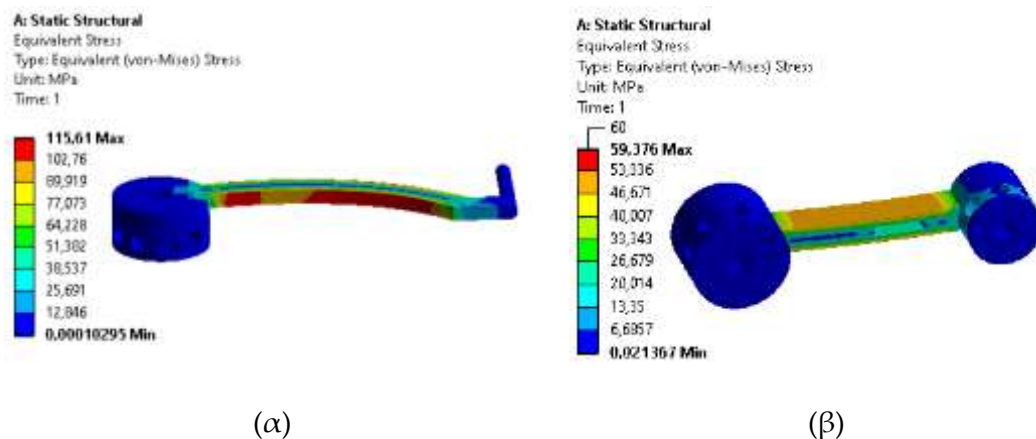 A: Static Structural
Equivalent Stress
Type: Equivalent (von-Mises) Stress
Unit: MPa
Time: 1
115,61 Max
102,76
89,919
77,073
64,228
51,382
38,537
25,691
12,846
0,00010295 Min
(α)
A: Static Structural
Equivalent Stress
Type: Equivalent (von-Mises) Stress
Unit: MPa
Time: 1
60
59,376 Max
53,336
46,671
40,007
33,343
26,679
20,014
13,35
6,6857
0,021367 Min
(β)